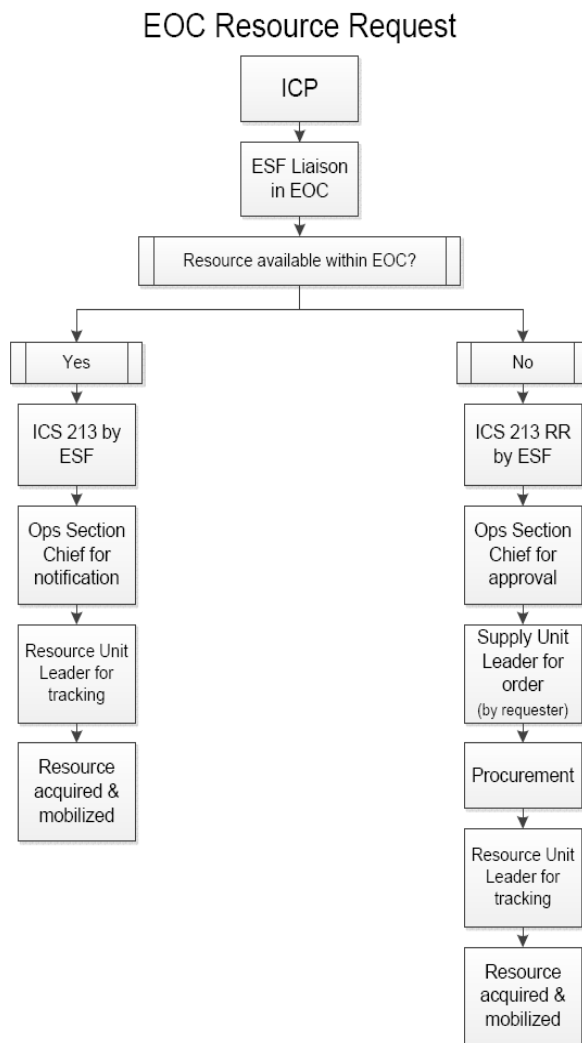 EOC Resource Request
ICP
ESF Liaison
in EOC
Resource available within EOC?
Yes
ICS 213 by
ESF
Ops Section
Chief for
notification
Resource Unit
Leader for
tracking
Resource
acquired &
mobilized
No
ICS 213 RR
by ESF
Ops Section
Chief for
approval
Supply Unit
Leader for
order
(by requester)
Procurement
Resource Unit
Leader for
tracking
Resource
acquired &
mobilized